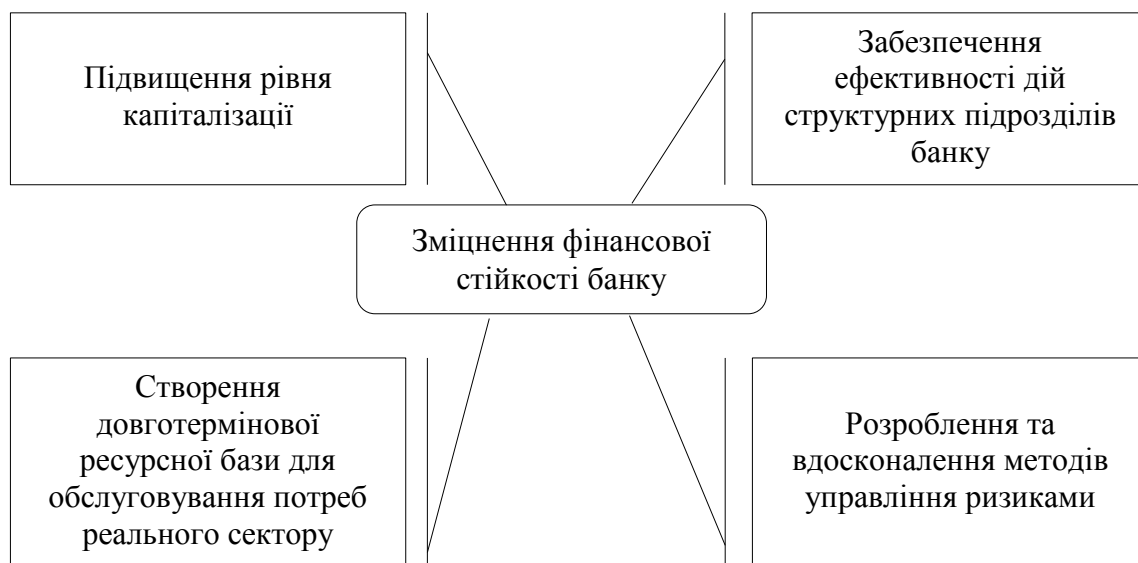 Підвищення рівня
капіталізації
Забезпечення
ефективності дій
структурних підрозділів
банку
Зміцнення фінансової
стійкості банку
Створення
довготермінової
ресурсної бази для
обслуговування потреб
реального сектору
Розроблення та
вдосконалення методів
управління ризиками